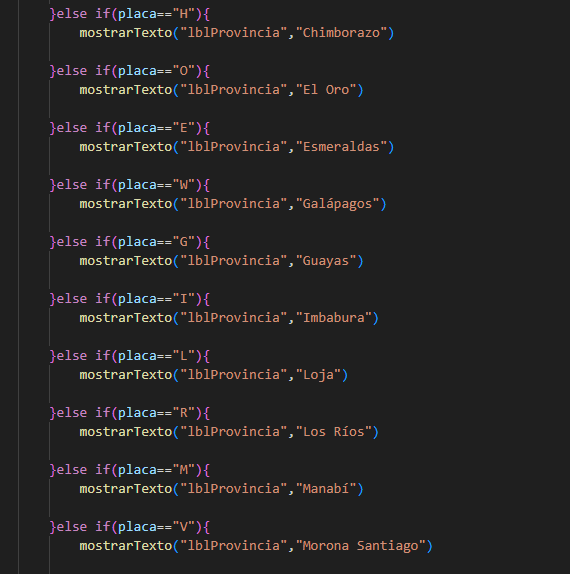 }else if(placa=="H"){
mostrarTexto("lblProvincia","Chimborazo")
}else if(placa=="O"){
mostrarTexto("lblProvincia","El Oro")
}else if(placa=="E"){
mostrarTexto("lblProvincia","Esmeraldas")
}else if(placa=="W"){
mostrarTexto("lblProvincia","Galápagos")
}else if(placa=="G"){
mostrarTexto("lblProvincia","Guayas")
}else if(placa=="I"){
mostrarTexto("lblProvincia","Imbabura")
}else if(placa=="L"){
mostrarTexto("lblProvincia","Loja")
}else if(placa=="R"){
mostrarTexto("lblProvincia","Los Ríos")
}else if(placa=="M"){
mostrarTexto("lblProvincia","Manabí")
}else if(placa=="V"){
mostrarTexto("lblProvincia","Morona Santiago")